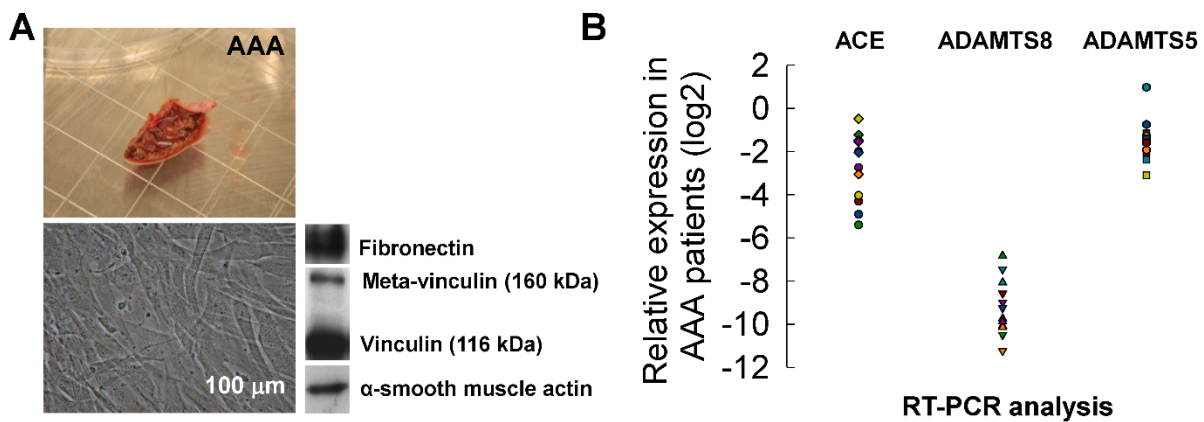 A
AAA
100 μm
Fibronectin
Meta-vinculin (160 kDa)
Vinculin (116 kDa)
α-smooth muscle actin
B
ACE ADAMTS8 ADAMTS5
Relative expression in
AAA patients (log2)
2
0
-2
-4
-6
-8
-10
-12
RT-PCR analysis